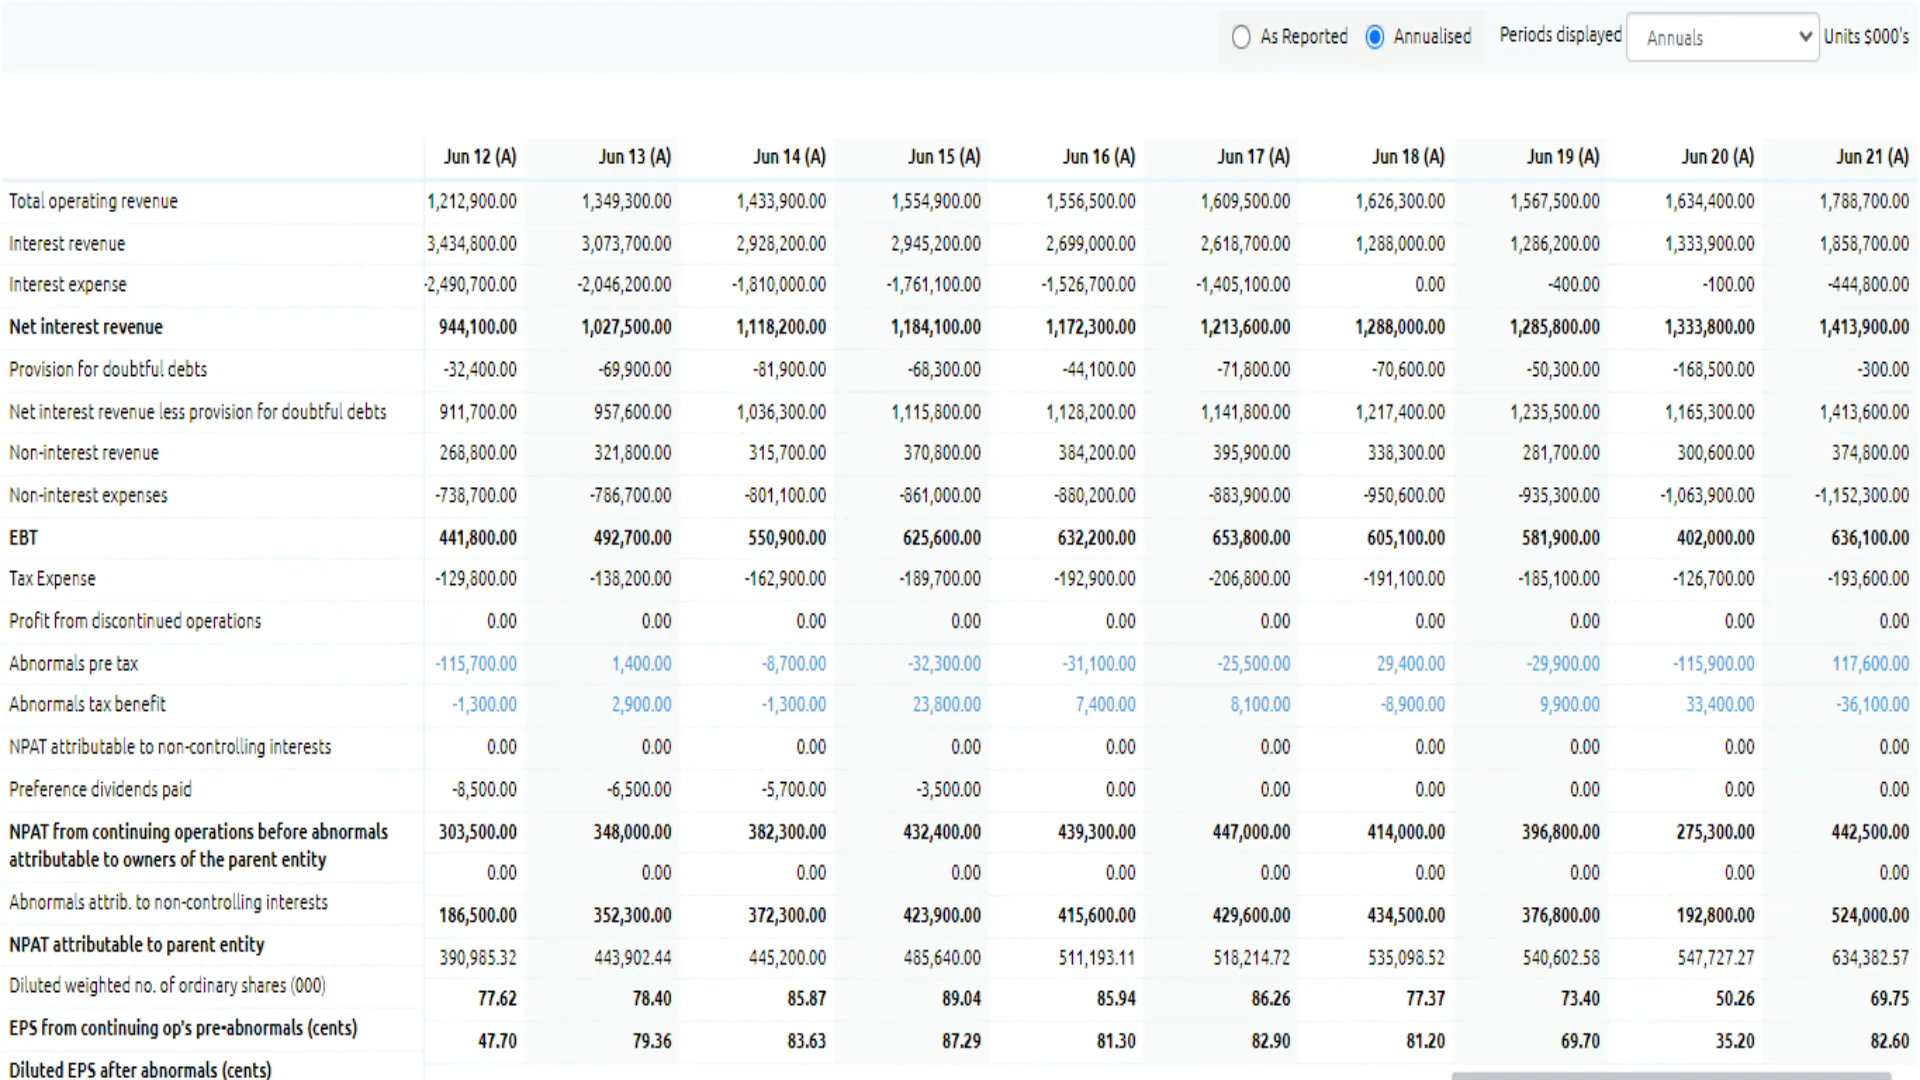 As Reported Annualised Periods displayed Annuals Units $000's
Jun 12 (A) Jun 13 (A) Jun 14 (A) Jun 15 (A) Jun 16 (A) Jun 17 (A) Jun 18 (A) Jun 19 (A) Jun 20 (A) Jun 21 (A)
Total operating revenue 1,212,900.00 1,349,300.00 1,433,900.00 1,554,900.00 1,556,500.00 1,609,500.00 1,626,300.00 1,567,500.00 1,634,400.00 1,788,700.00
Interest revenue 3,434,800.00 3,073,700.00 2,928,200.00 2,945,200.00 2,699,000.00 2,618,700.00 1,288,000.00 1,286,200.00 1,333,900.00 1,858,700.00
Interest expense -2,490,700.00 -2,046,200.00 -1,810,000.00 -1,761,100.00 -1,526,700.00 -1,405,100.00 0.00 -400.00 -100.00 -444,800.00
Net interest revenue 944,100.00 1,027,500.00 1,118,200.00 1,184,100.00 1,172,300.00 1,213,600.00 1,288,000.00 1,285,800.00 1,333,800.00 1,413,900.00
Provision for doubtful debts -32,400.00 -69,900.00 -81,900.00 -68,300.00 -44,100.00 -71,800.00 -70,600.00 -50,300.00 -168,500.00 -300.00
Net interest revenue less provision for doubtful debts 911,700.00 957,600.00 1,036,300.00 1,115,800.00 1,128,200.00 1,141,800.00 1,217,400.00 1,235,500.00 1,165,300.00 1,413,600.00
Non-interest revenue 268,800.00 321,800.00 315,700.00 370,800.00 384,200.00 395,900.00 338,300.00 281,700.00 300,600.00 374,800.00
Non-interest expenses -738,700.00 -786,700.00 -801,100.00 -861,000.00 -880,200.00 -883,900.00 -950,600.00 -935,300.00 -1,063,900.00 -1,152,300.00
EBT 441,800.00 492,700.00 550,900.00 625,600.00 632,200.00 653,800.00 605,100.00 581,900.00 402,000.00 636,100.00
Tax Expense -129,800.00 -138,200.00 -162,900.00 -189,700.00 -192,900.00 -206,800.00 -191,100.00 -185,100.00 -126,700.00 -193,600.00
Profit from discontinued operations 0.00 0.00 0.00 0.00 0.00 0.00 0.00 0.00 0.00 0.00
Abnormals pre tax -115,700.00 1,400.00 -8,700.00 -32,300.00 -31,100.00 -25,500.00 29,400.00 -29,900.00 -115,900.00 117,600.00
Abnormals tax benefit -1,300.00 2,900.00 -1,300.00 23,800.00 7,400.00 8,100.00 -8,900.00 9,900.00 33,400.00 -36,100.00
NPAT attributable to non-controlling interests 0.00 0.00 0.00 0.00 0.00 0.00 0.00 0.00 0.00 0.00
Preference dividends paid -8,500.00 -6,500.00 -5,700.00 -3,500.00 0.00 0.00 0.00 0.00 0.00 0.00
NPAT from continuing operations before abnormals 303,500.00 348,000.00 382,300.00 432,400.00 439,300.00 447,000.00 414,000.00 396,800.00 275,300.00 442,500.00
attributable to owners of the parent entity 0.00 0.00 0.00 0.00 0.00 0.00 0.00 0.00 0.00 0.00
Abnormals attrib. to non-controlling interests 186,500.00 352,300.00 372,300.00 423,900.00 415,600.00 429,600.00 434,500.00 376,800.00 192,800.00 524,000.00
NPAT attributable to parent entity 390,985.32 443,902.44 445,200.00 485,640.00 511,193.11 518,214.72 535,098.52 540,602.58 547,727.27 634,382.57
Diluted weighted no. of ordinary shares (000) 77.62 78.40 85.87 89.04 85.94 86.26 77.37 73.40 50.26 69.75
EPS from continuing op's pre-abnormals (cents) 47.70 79.36 83.63 87.29 81.30 82.90 81.20 69.70 35.20 82.60
Diluted EPS after abnormals (cents)